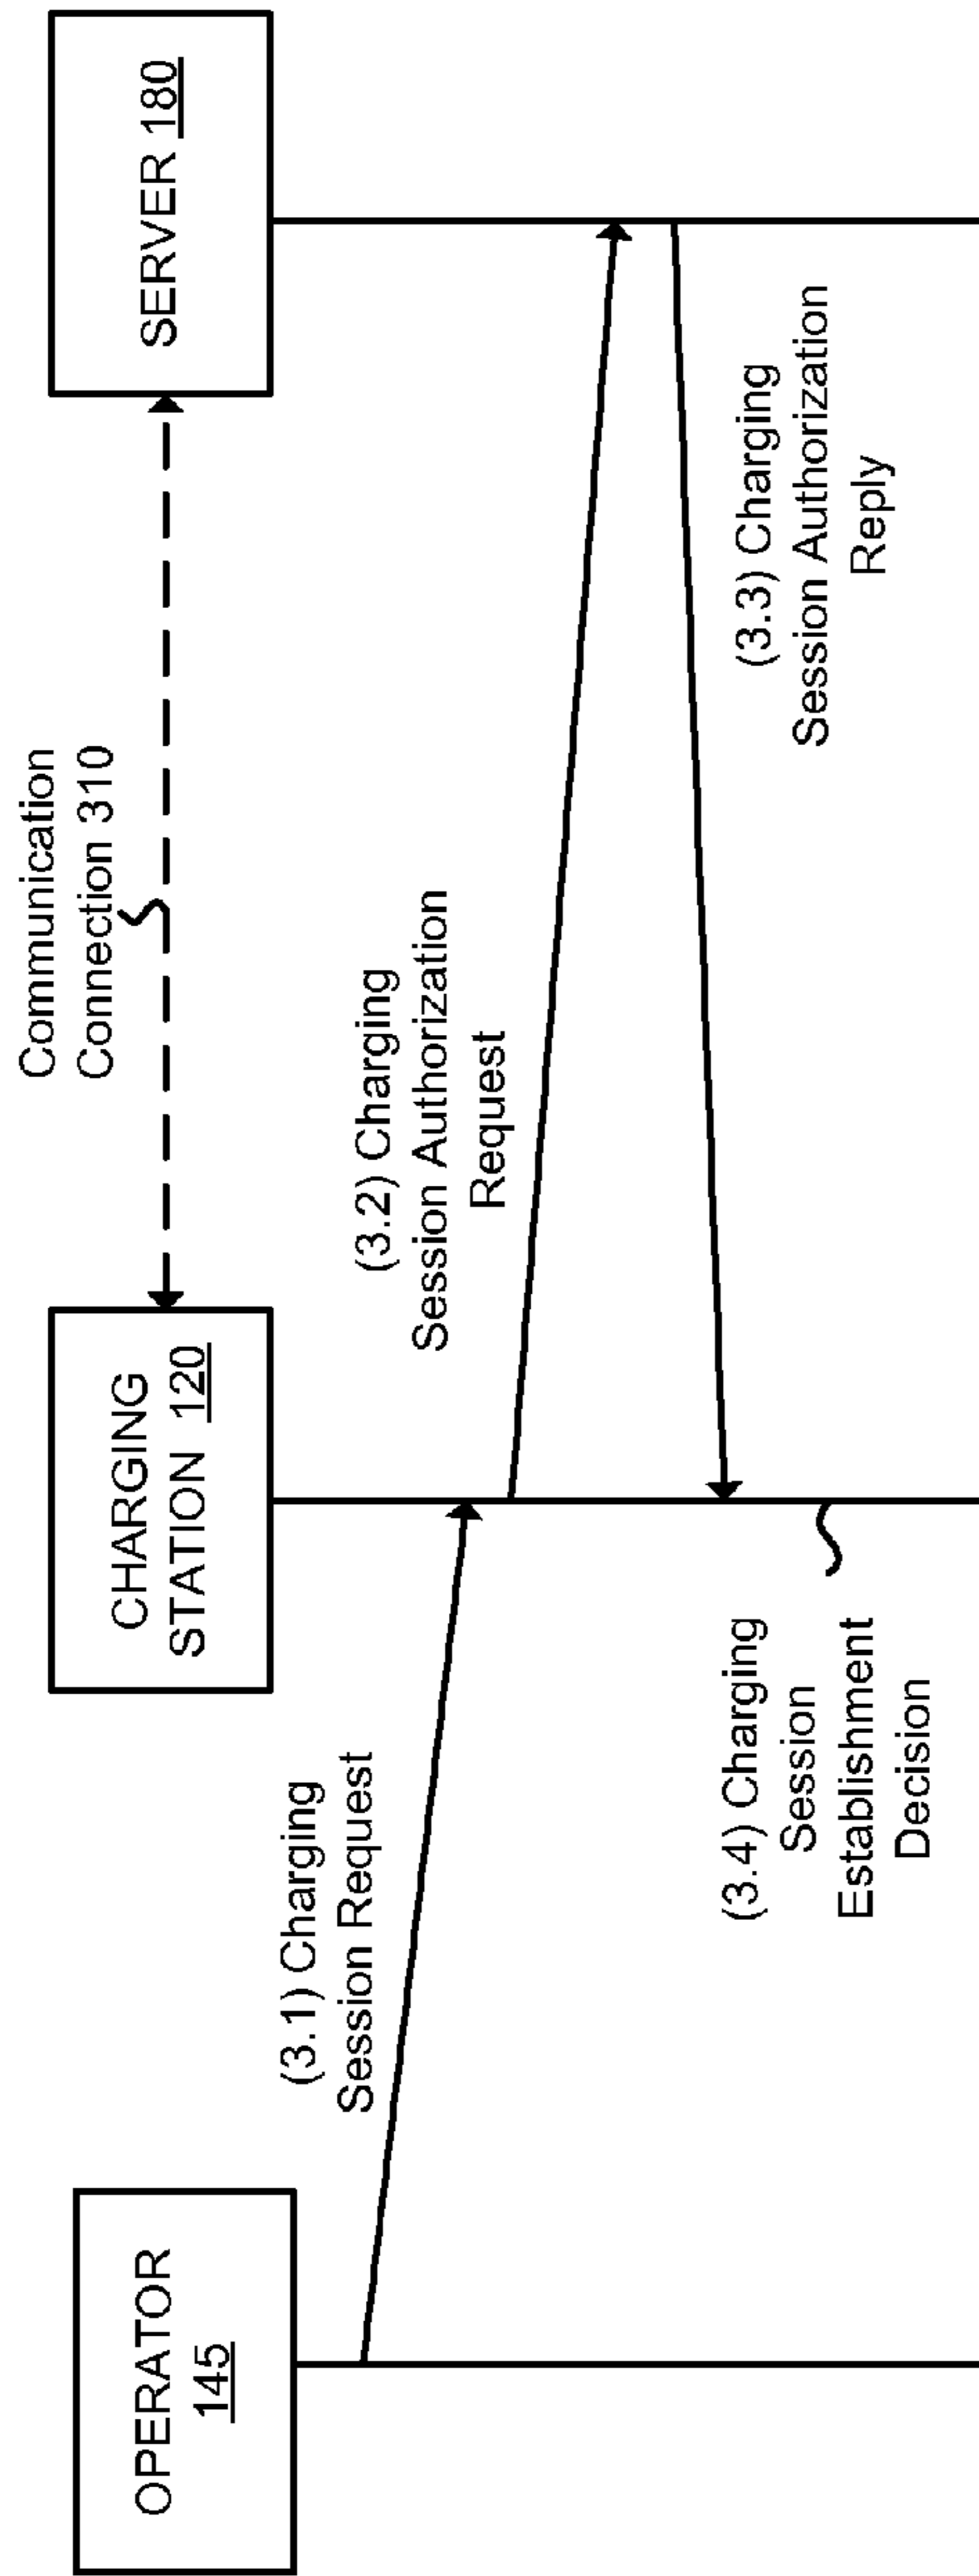 OPERATOR
145
CHARGING
STATION 120
Communication
Connection 310
SERVER 180
(3.1) Charging
Session Request
(3.2) Charging
Session Authorization
Request
(3.3) Charging
Session Authorization
Reply
(3.4) Charging
Session
Establishment
Decision